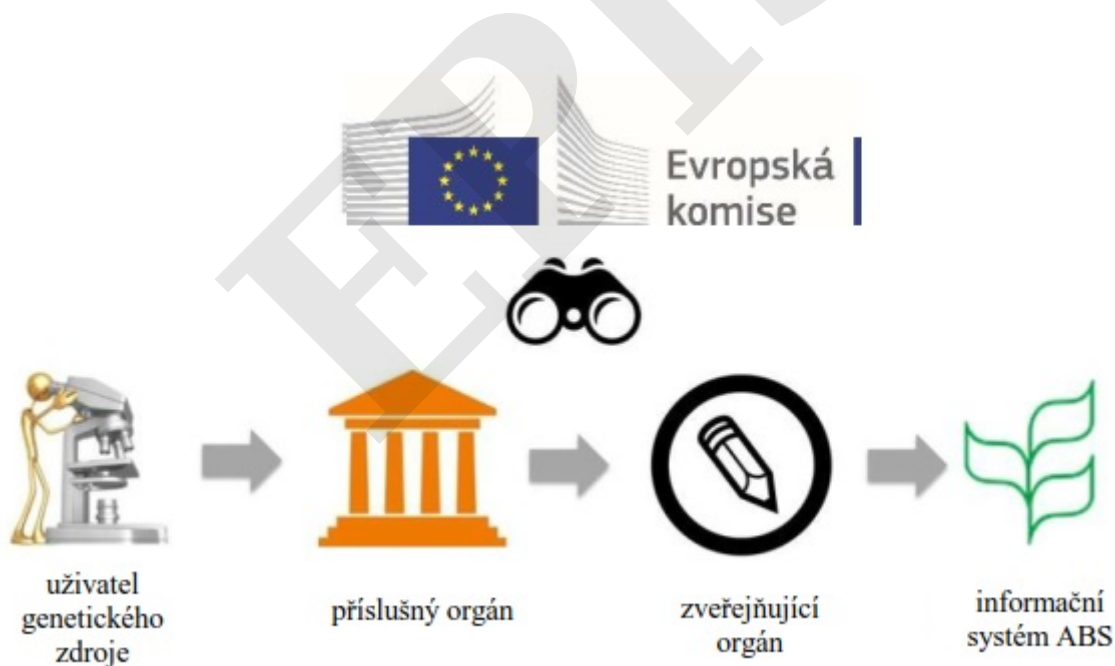 Evropská
komise
uživatel
genetického
zdroje
příslušný orgán
zveřejňující
orgán
informační
systém ABS